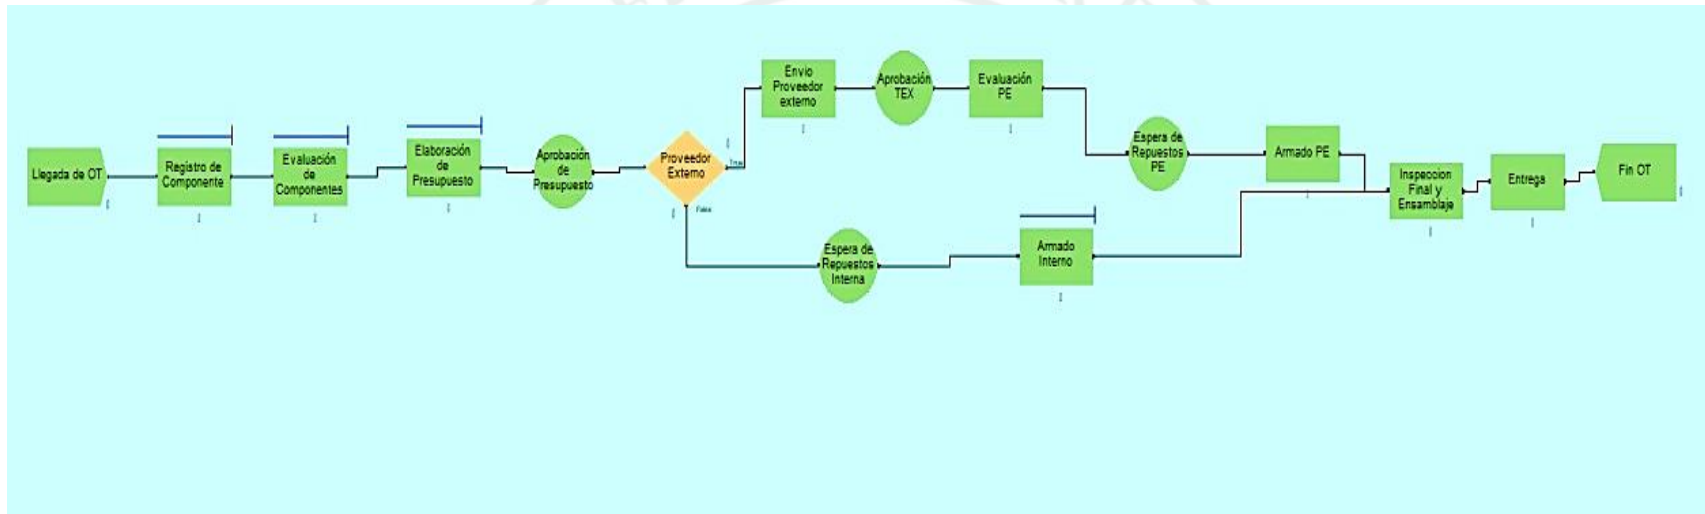 Llegada de OT
Registro de
Componente
Evaluación
de
Componentes
Elaboración
de
Presupuesto
Aprobación
de
Presupuesto
Proveedor
Externo
True
False
Envio
Proveedor
externo
Aprobación
TEX
Evaluación
PE
Espera de
Repuestos
PE
Armado PE
Espera de
Repuestos
Interna
Armado
Interno
Inspeccion
Final y
Ensamblaje
Entrega
Fin OT